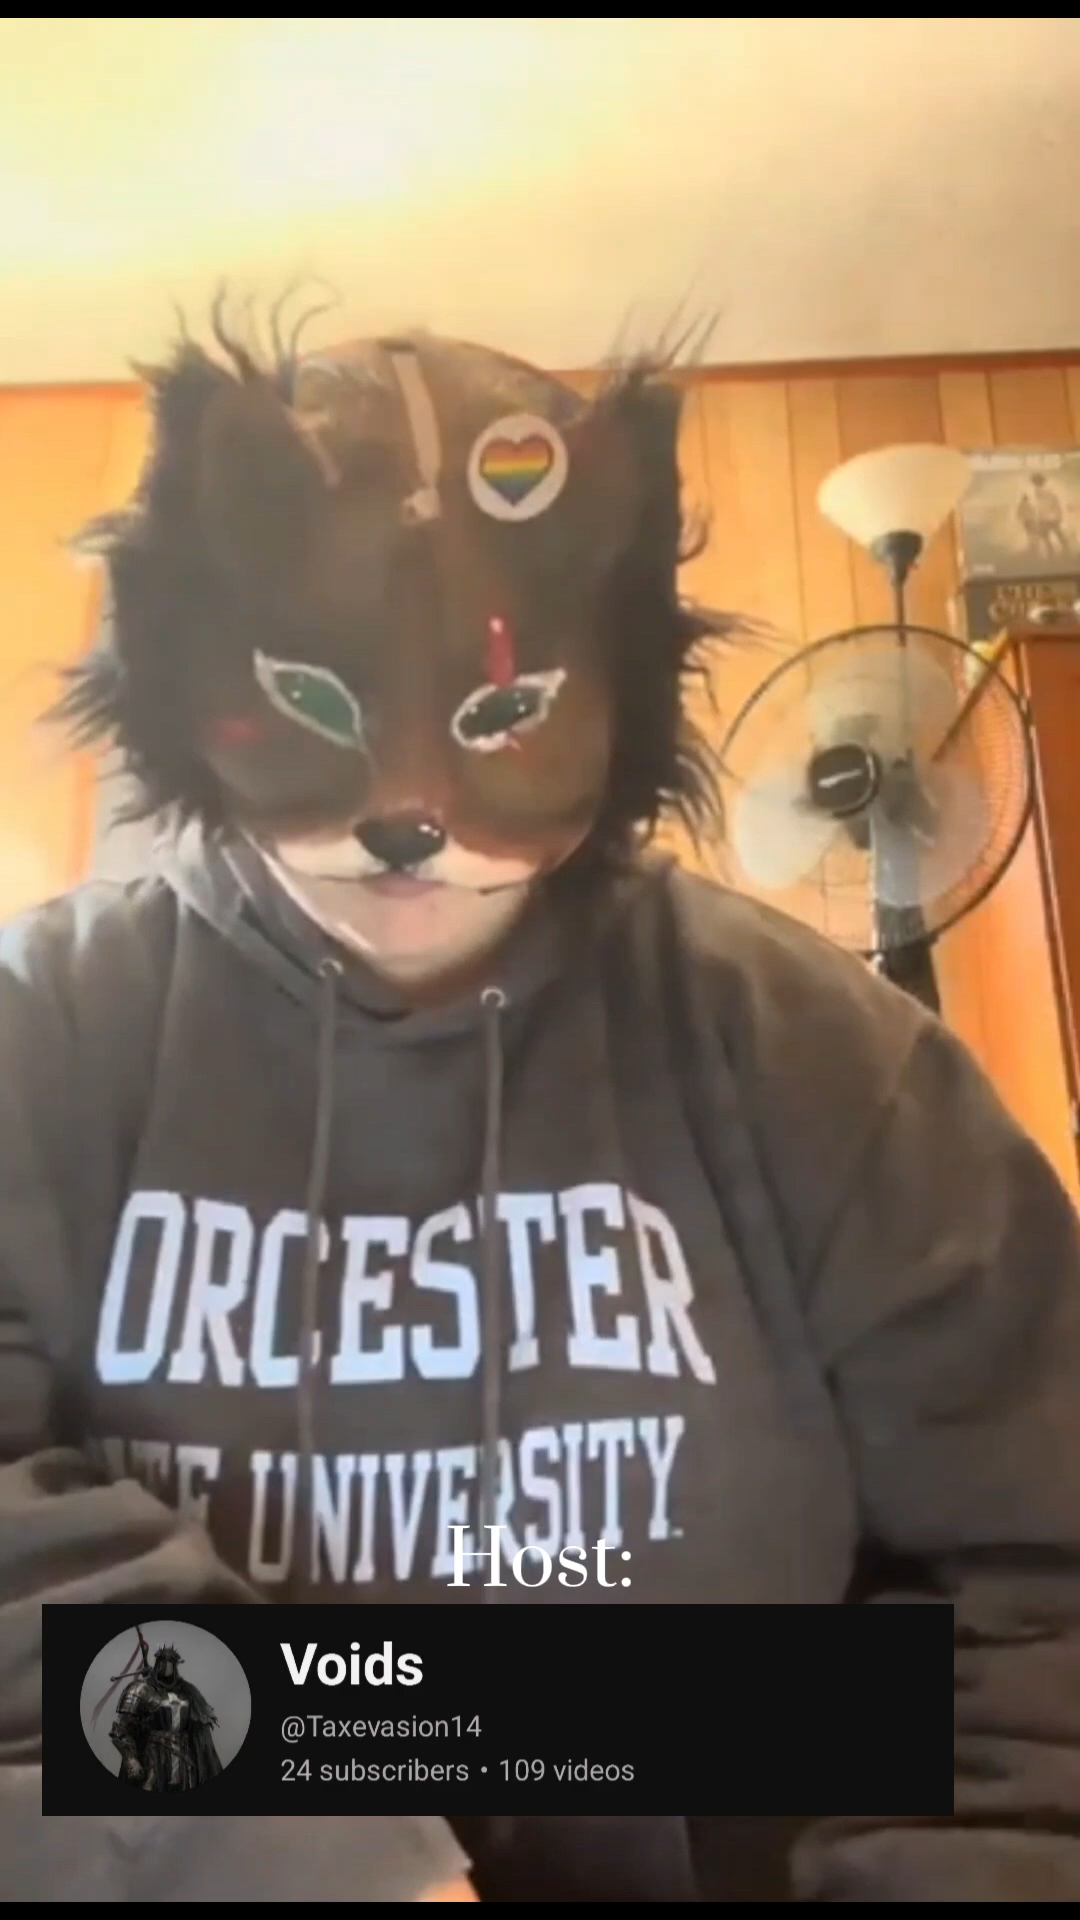 ORCESTER
UNIVERSITY
Host:
Voids
@Taxevasion14
24 subscribers • 109 videos